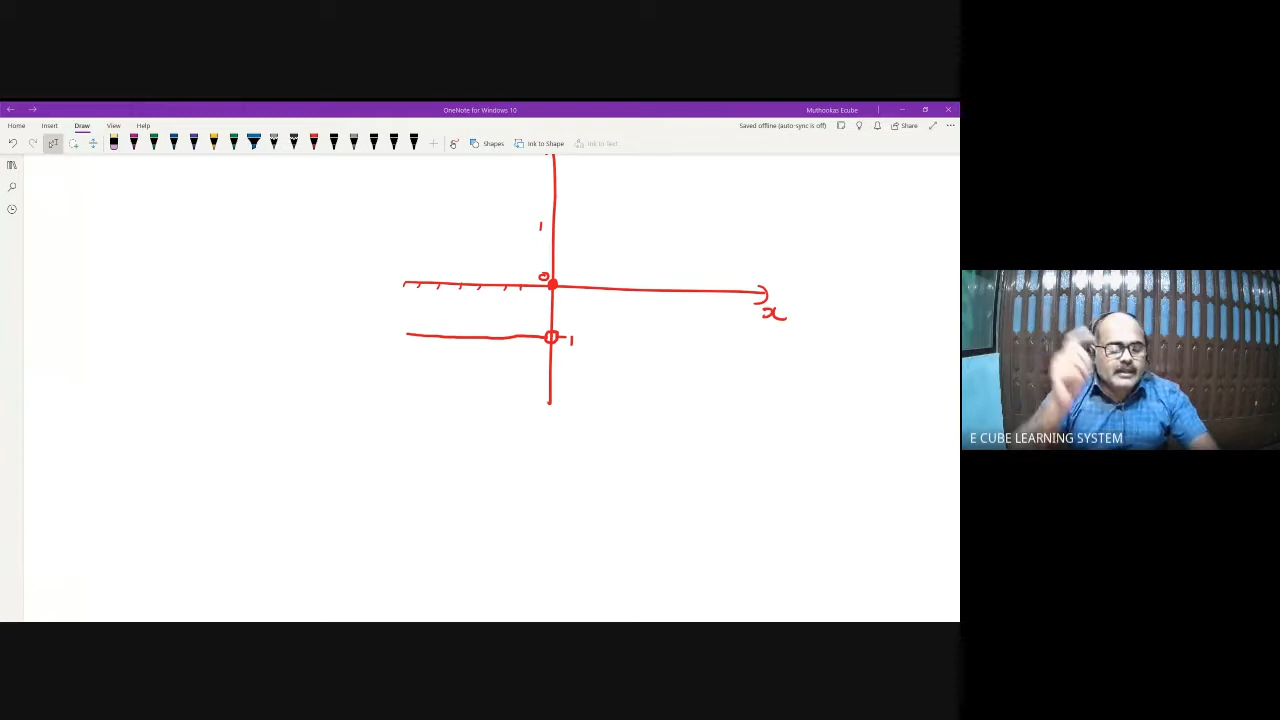 OneNote for Windows 10
Muthookas Ecube
Home Insert Draw View Help
Saved offline (auto-sync is off)
Share
Shapes
Ink to Shape
Ink to Text
1
0
x
-1
E CUBE LEARNING SYSTEM